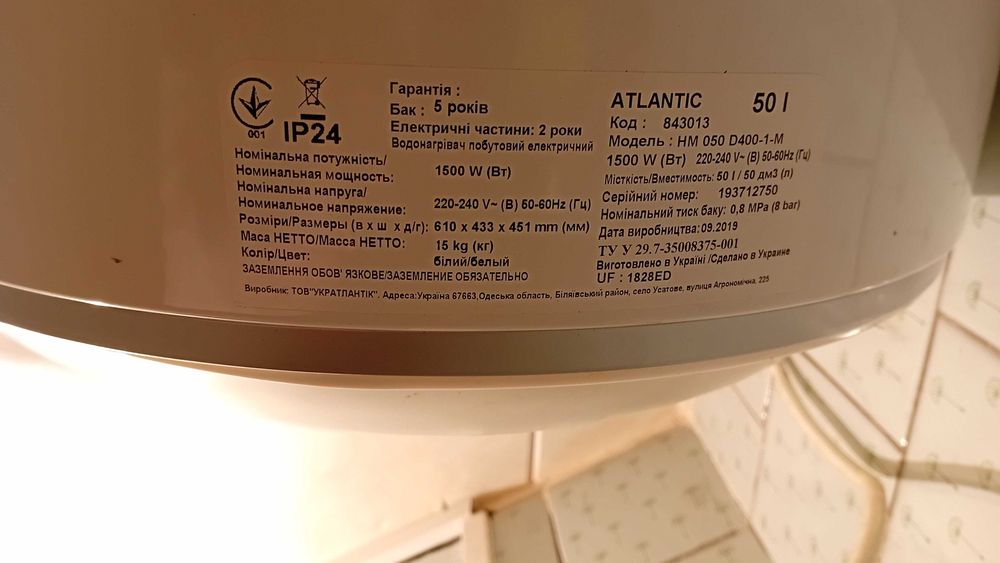 001
IP24
Гарантія :
Бак : 5 років
Електричні частини: 2 роки
Водонагрівач побутовий електричний
Номінальна потужність/
Номинальная мощность: 1500 W (Вт)
Номінальна напруга/
Номинальное напряжение: 220-240 V~ (В) 50-60Hz (Гц)
Розміри/Размеры (в х ш х д/г): 610 x 433 x 451 mm (мм)
Маса НЕТТО/Масса НЕТТО: 15 kg (кг)
Колір/Цвет: білий/белый
ЗАЗЕМЛЕННЯ ОБОВ' ЯЗКОВЕ/ЗАЗЕМЛЕНИЕ ОБЯЗАТЕЛЬНО
ATLANTIC 50 l
Код : 843013
Модель : HM 050 D400-1-M
1500 W (Вт) 220-240 V~ (В) 50-60Hz (Гц)
Місткість/Вместимость: 50 l / 50 дм3 (л)
Серійний номер: 193712750
Номінальний тиск баку: 0,8 MPa (8 bar)
Дата виробництва: 09.2019
ТУ У 29.7-35008375-001
Виготовлено в Україні /Сделано в Украине
UF : 1828ED
Виробник: ТОВ"УКРАТЛАНТІК". Адреса:Україна 67663,Одеська область, Біляївський район, село Усатове, вулиця Агрономічна, 225